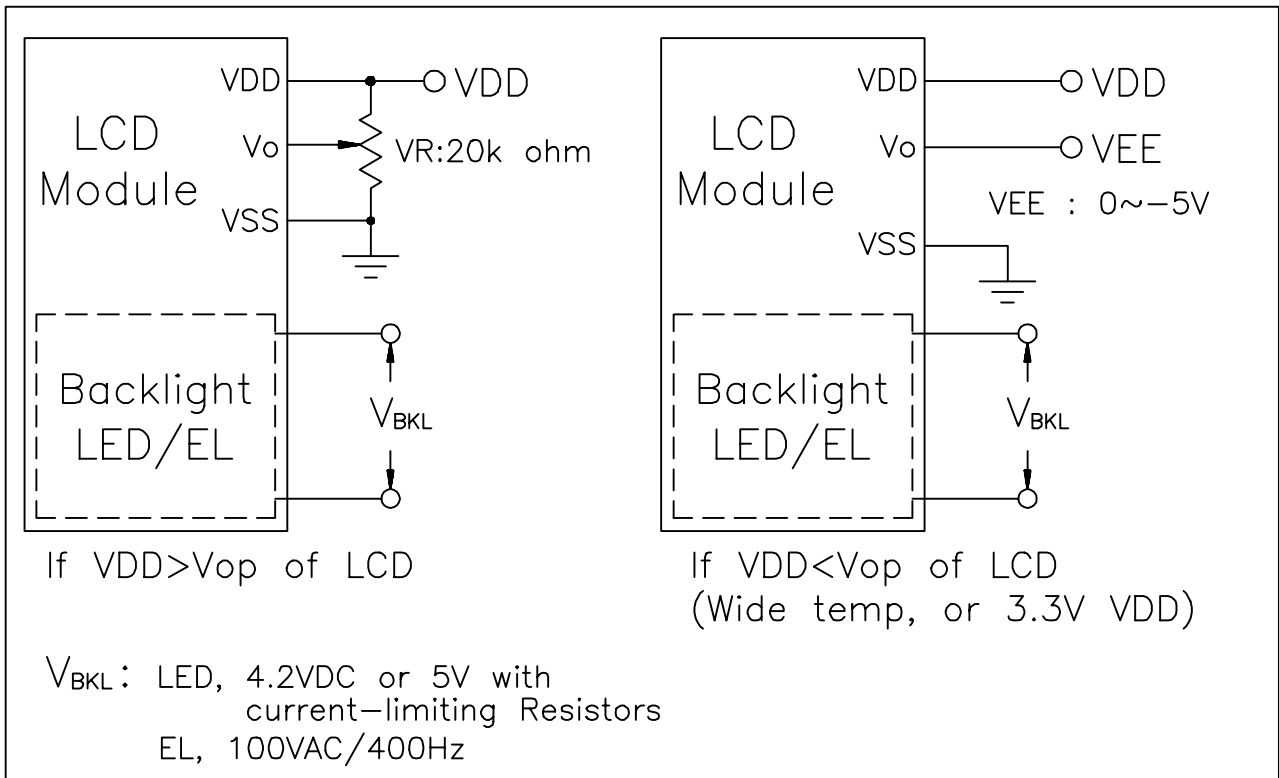 VDD
VDD
LCD
Module
Vo
VR:20k ohm
VSS
Backlight
LED/EL
VBKL
If VDD>Vop of LCD
VDD
VDD
LCD
Module
Vo
VEE
VEE : 0~-5V
VSS
Backlight
LED/EL
VBKL
If VDD<Vop of LCD
(Wide temp, or 3.3V VDD)
VBKL: LED, 4.2VDC or 5V with
current-limiting Resistors
EL, 100VAC/400Hz